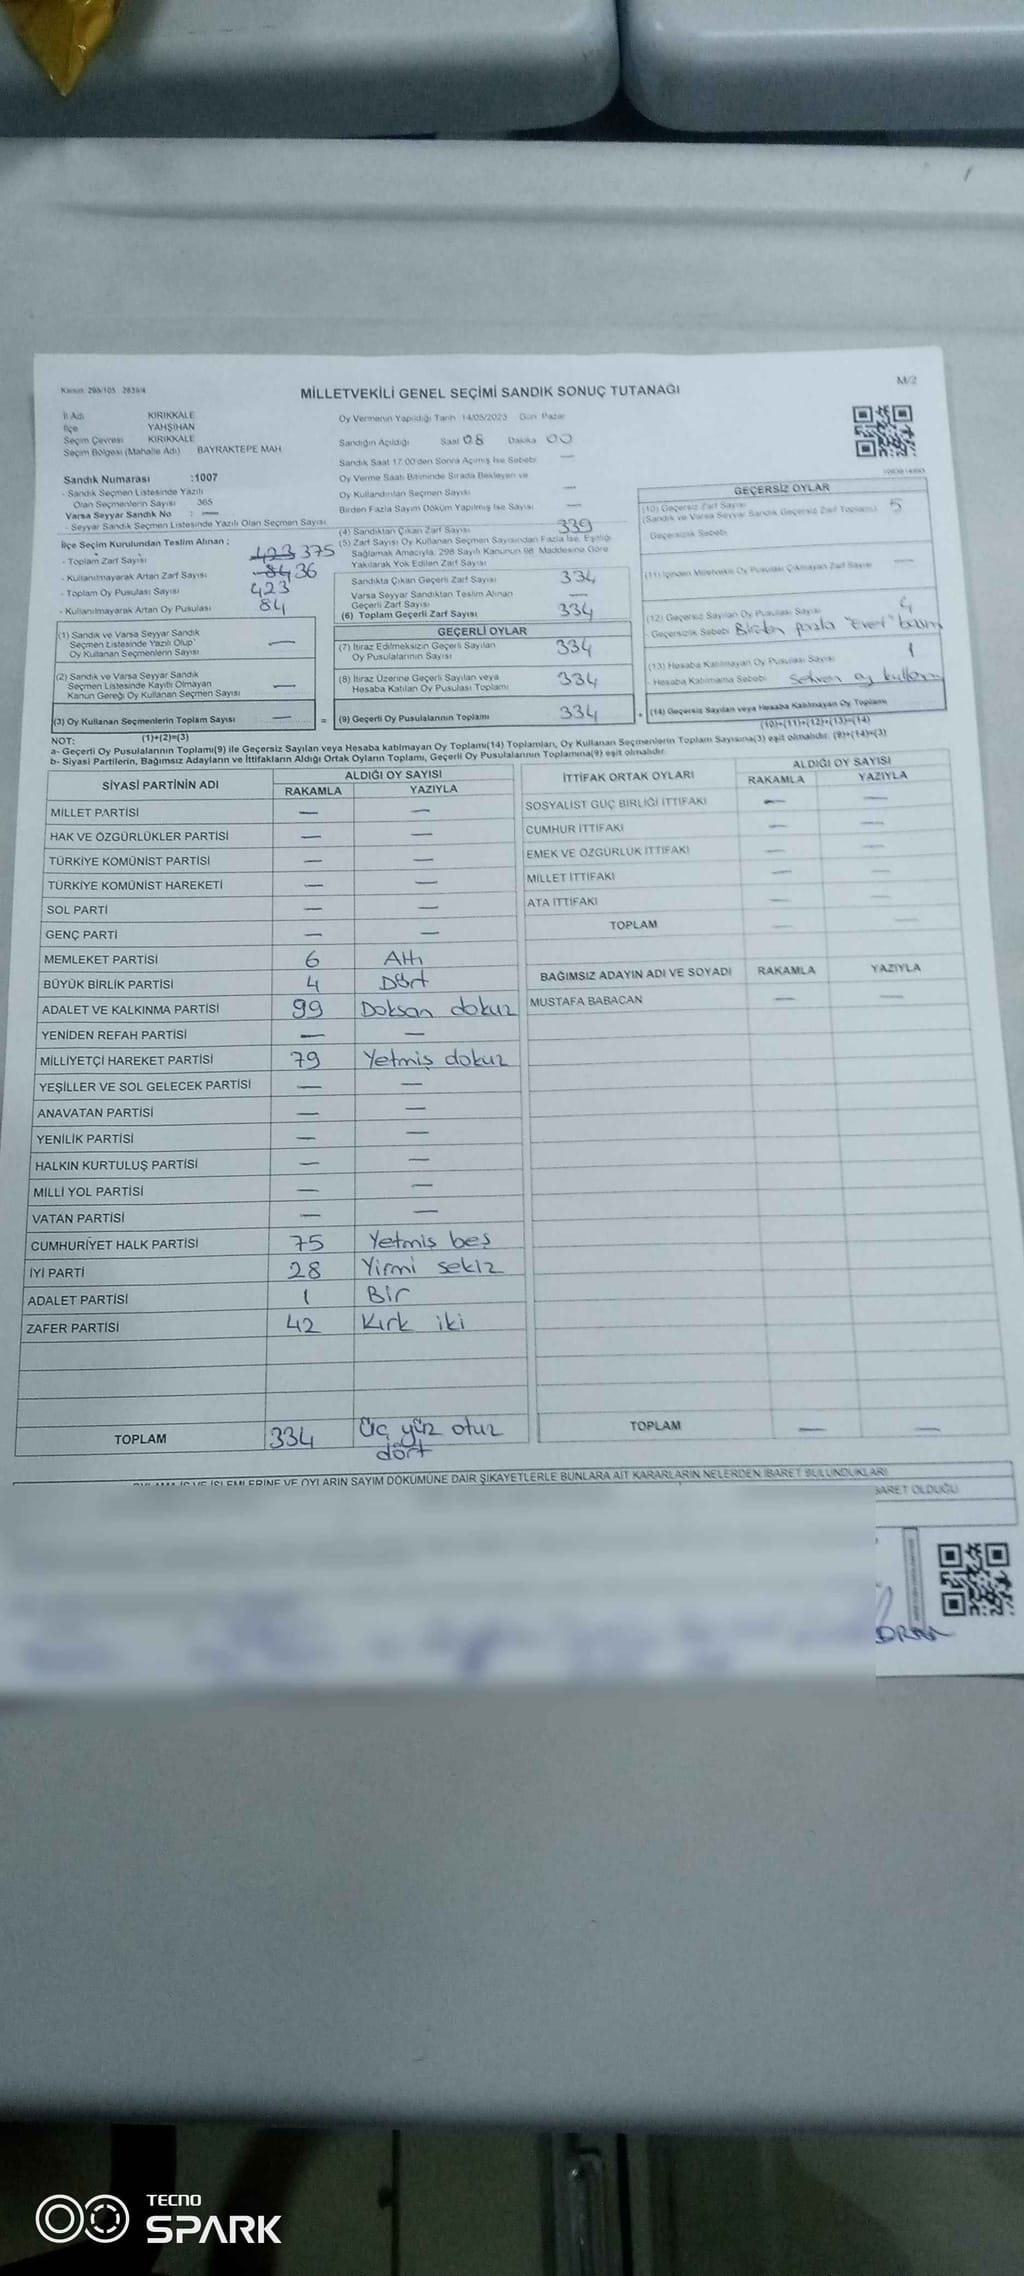 Kanun: 298/105 2839/4
M/2
MİLLETVEKİLİ GENEL SEÇİMİ SANDIK SONUÇ TUTANAĞI
İl Adı KIRIKKALE
İlçe YAHŞİHAN
Seçim Çevresi KIRIKKALE
Seçim Bölgesi (Mahalle Adı) BAYRAKTEPE MAH
Oy Vermenin Yapıldığı Tarih 14/05/2023 Gün Pazar
Sandığın Açıldığı Saat 08 Dakika 00
Sandık Saat 17:00'den Sonra Açılmış İse Sebebi —
Oy Verme Saati Bitiminde Sırada Bekleyen ve
Oy Kullandırılan Seçmen Sayısı —
Birden Fazla Sayım Döküm Yapılmış İse Sayısı —
Sandık Numarası :1007
- Sandık Seçmen Listesinde Yazılı
Olan Seçmenlerin Sayısı 365
Varsa Seyyar Sandık No : —
- Seyyar Sandık Seçmen Listesinde Yazılı Olan Seçmen Sayısı
İlçe Seçim Kurulundan Teslim Alınan :
- Toplam Zarf Sayısı 423 375
- Kullanılmayarak Artan Zarf Sayısı 84 36
- Toplam Oy Pusulası Sayısı 423
- Kullanılmayarak Artan Oy Pusulası 84
(1) Sandık ve Varsa Seyyar Sandık
Seçmen Listesinde Yazılı Olup
Oy Kullanan Seçmenlerin Sayısı —
(2) Sandık ve Varsa Seyyar Sandık
Seçmen Listesinde Kayıtlı Olmayan
Kanun Gereği Oy Kullanan Seçmen Sayısı —
(3) Oy Kullanan Seçmenlerin Toplam Sayısı — =
(1)+(2)=(3)
(4) Sandıktan Çıkan Zarf Sayısı 339
(5) Zarf Sayısı Oy Kullanan Seçmen Sayısından Fazla İse, Eşitliği
Sağlamak Amacıyla, 298 Sayılı Kanunun 98. Maddesine Göre
Yakılarak Yok Edilen Zarf Sayısı
Sandıkta Çıkan Geçerli Zarf Sayısı 334
Varsa Seyyar Sandıktan Teslim Alınan
Geçerli Zarf Sayısı —
(6) Toplam Geçerli Zarf Sayısı 334
GEÇERLİ OYLAR
(7) İtiraz Edilmeksizin Geçerli Sayılan
Oy Pusulalarının Sayısı 334
(8) İtiraz Üzerine Geçerli Sayılan veya
Hesaba Katılan Oy Pusulası Toplamı 334
(9) Geçerli Oy Pusulalarının Toplamı 334 +
GEÇERSİZ OYLAR
(10) Geçersiz Zarf Sayısı
(Sandık ve Varsa Seyyar Sandık Geçersiz Zarf Toplamı) 5
Geçersizlik Sebebi
(11) İçinden Milletvekili Oy Pusulası Çıkmayan Zarf Sayısı —
(12) Geçersiz Sayılan Oy Pusulası Sayısı 4
- Geçersizlik Sebebi Birden fazla "Evet"
(13) Hesaba Katılmayan Oy Pusulası Sayısı 1
- Hesaba Katılmama Sebebi Sehven oy
(14) Geçersiz Sayılan veya Hesaba Katılmayan Oy Toplamı
(10)+(11)+(12)+(13)=(14)
NOT:
a- Geçerli Oy Pusulalarının Toplamı(9) ile Geçersiz Sayılan veya Hesaba katılmayan Oy Toplamı(14) Toplamları, Oy Kullanan Seçmenlerin Toplam Sayısına(3) eşit olmalıdır. (9)+(14)=(3)
b- Siyasi Partilerin, Bağımsız Adayların ve İttifakların Aldığı Ortak Oyların Toplamı, Geçerli Oy Pusulalarının Toplamına(9) eşit olmalıdır.
SİYASİ PARTİNİN ADI ALDIĞI OY SAYISI
RAKAMLA YAZIYLA
MİLLET PARTİSİ — —
HAK VE ÖZGÜRLÜKLER PARTİSİ — —
TÜRKİYE KOMÜNİST PARTİSİ — —
TÜRKİYE KOMÜNİST HAREKETİ — —
SOL PARTİ — —
GENÇ PARTİ — —
MEMLEKET PARTİSİ 6 Altı
BÜYÜK BİRLİK PARTİSİ 4 Dört
ADALET VE KALKINMA PARTİSİ 99 Doksan dokuz
YENİDEN REFAH PARTİSİ — —
MİLLİYETÇİ HAREKET PARTİSİ 79 Yetmiş dokuz
YEŞİLLER VE SOL GELECEK PARTİSİ — —
ANAVATAN PARTİSİ — —
YENİLİK PARTİSİ — —
HALKIN KURTULUŞ PARTİSİ — —
MİLLİ YOL PARTİSİ — —
VATAN PARTİSİ — —
CUMHURİYET HALK PARTİSİ 75 Yetmiş beş
İYİ PARTİ 28 Yirmi sekiz
ADALET PARTİSİ 1 Bir
ZAFER PARTİSİ 42 Kırk iki
TOPLAM 334 Üç yüz otuz
dört
İTTİFAK ORTAK OYLARI ALDIĞI OY SAYISI
RAKAMLA YAZIYLA
SOSYALİST GÜÇ BİRLİĞİ İTTİFAKI — —
CUMHUR İTTİFAKI — —
EMEK VE ÖZGÜRLÜK İTTİFAKI — —
MİLLET İTTİFAKI — —
ATA İTTİFAKI — —
TOPLAM — —
BAĞIMSIZ ADAYIN ADI VE SOYADI RAKAMLA YAZIYLA
MUSTAFA BABACAN — —
TOPLAM — —
İŞLEMLERİNE VE OYLARIN SAYIM DÖKÜMÜNE DAİR ŞİKAYETLERLE BUNLARA AİT KARARLARIN NELERDEN İBARET BULUNDUKLARI
BARET OLDUĞU
TECNO
SPARK